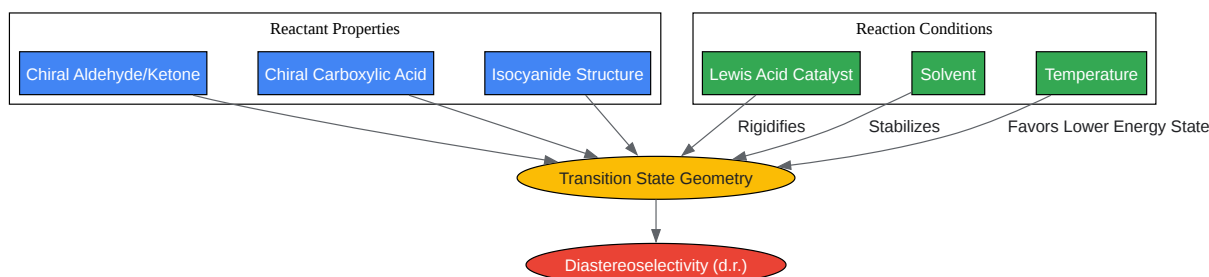 Reactant Properties
Reaction Conditions
Chiral Aldehyde/Ketone
Chiral Carboxylic Acid
Isocyanide Structure
Lewis Acid Catalyst
Solvent
Temperature
Rigidifies
Stabilizes
Favors Lower Energy State
Transition State Geometry
Diastereoselectivity (d.r.)